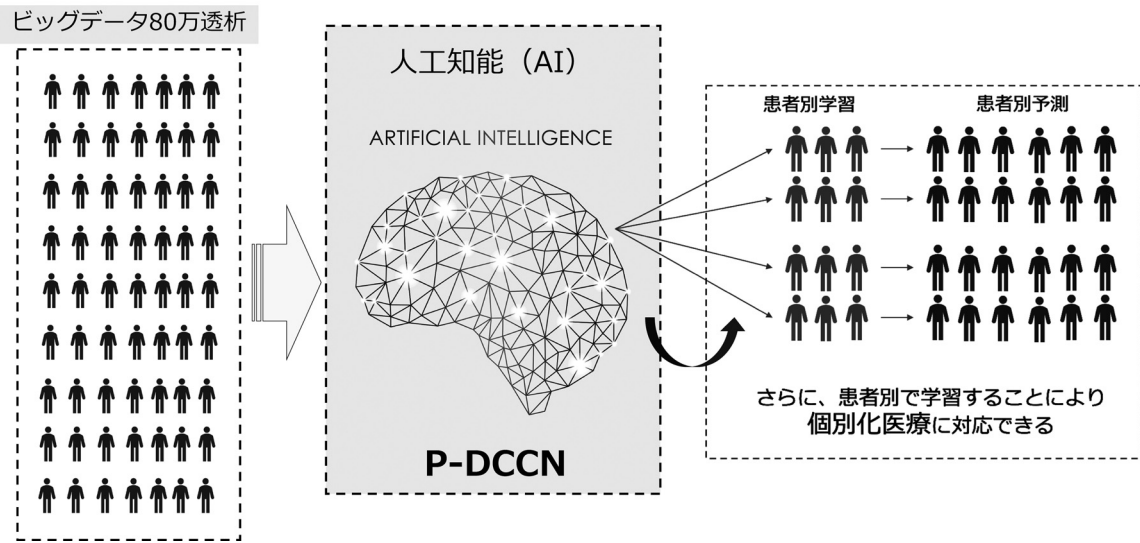 ビッグデータ80万透析
人工知能（AI）
ARTIFICIAL INTELLIGENCE
P-DCCN
患者別学習
患者別予測
さらに、患者別で学習することにより
個別化医療に対応できる